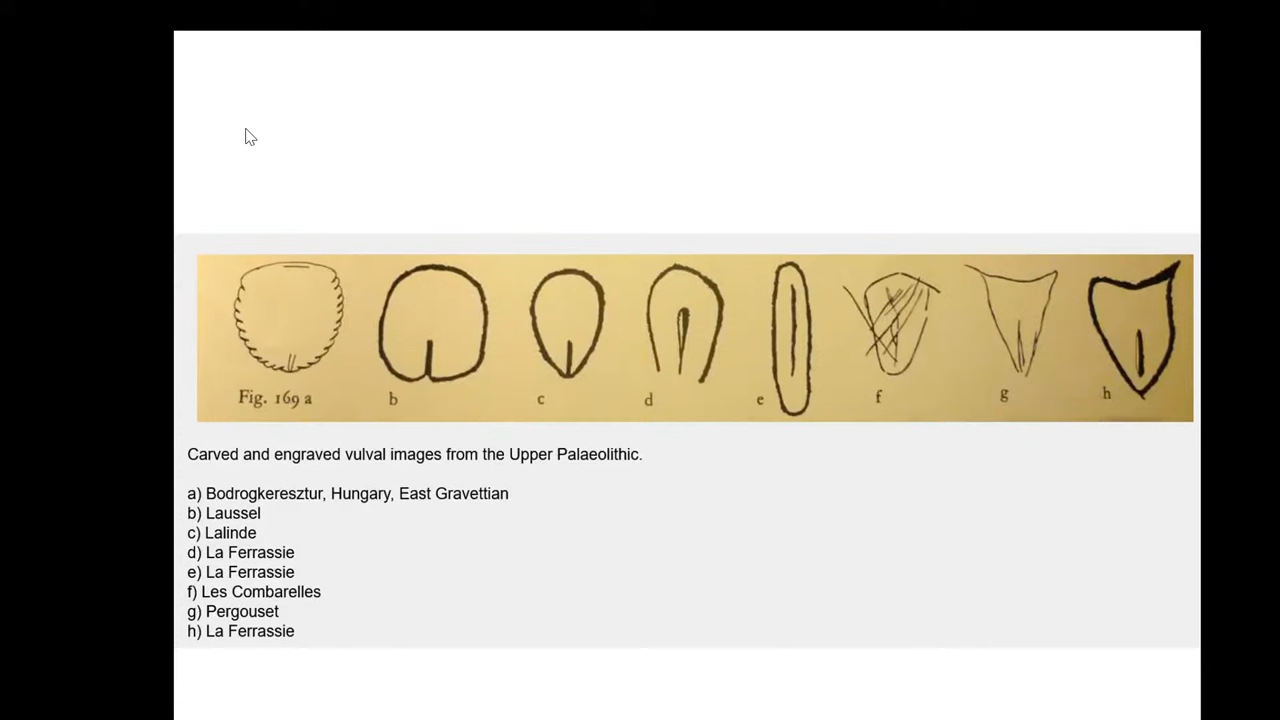 Fig. 169 a b c d e f g h
Carved and engraved vulval images from the Upper Palaeolithic.
a) Bodrogkeresztur, Hungary, East Gravettian
b) Laussel
c) Lalinde
d) La Ferrassie
e) La Ferrassie
f) Les Combarelles
g) Pergouset
h) La Ferrassie